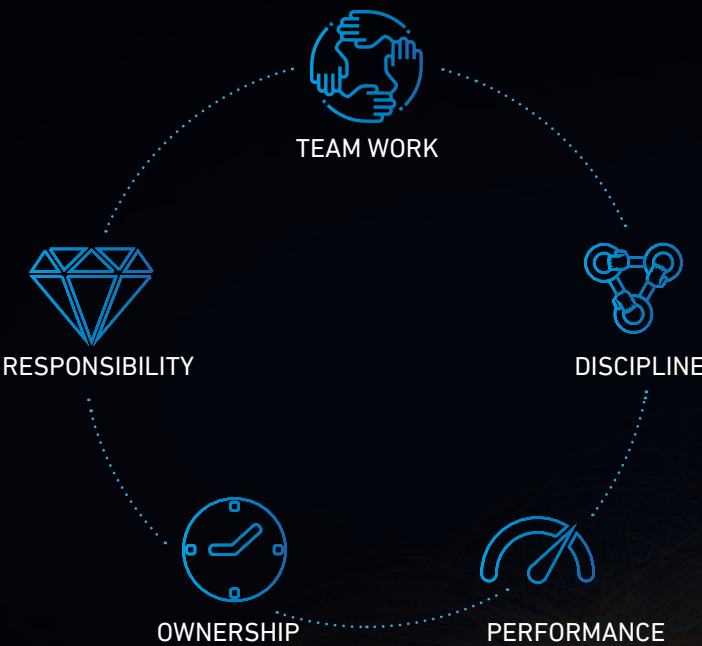 TEAM WORK
RESPONSIBILITY
DISCIPLINE
OWNERSHIP
PERFORMANCE